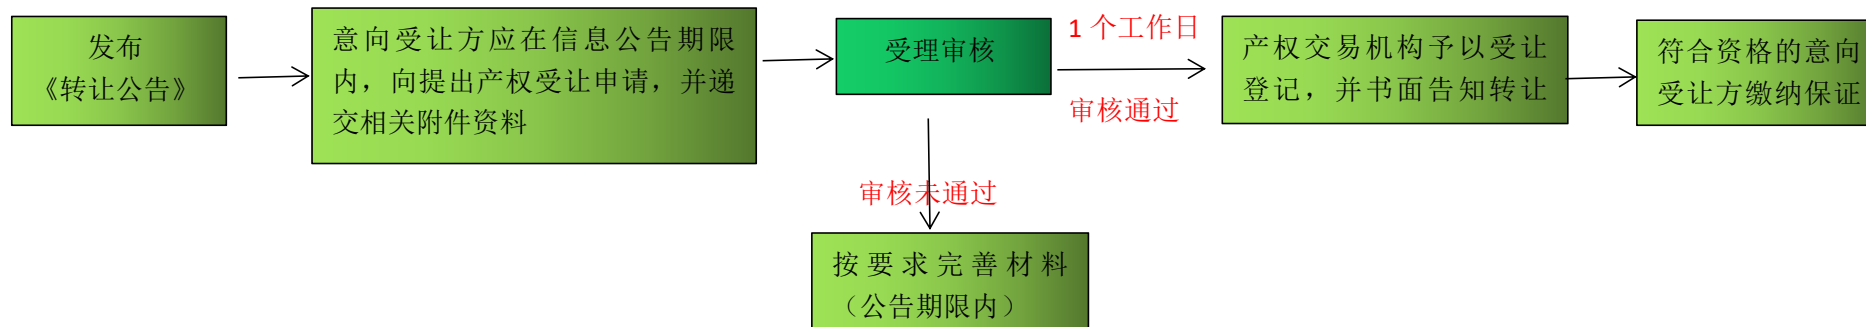 发布
《转让公告》
意向受让方应在信息公告期限
内，向提出产权受让申请，并递
交相关附件资料
受理审核
1 个工作日
审核通过
产权交易机构予以受让
登记，并书面告知转让
符合资格的意向
受让方缴纳保证
审核未通过
按要求完善材料
（公告期限内）